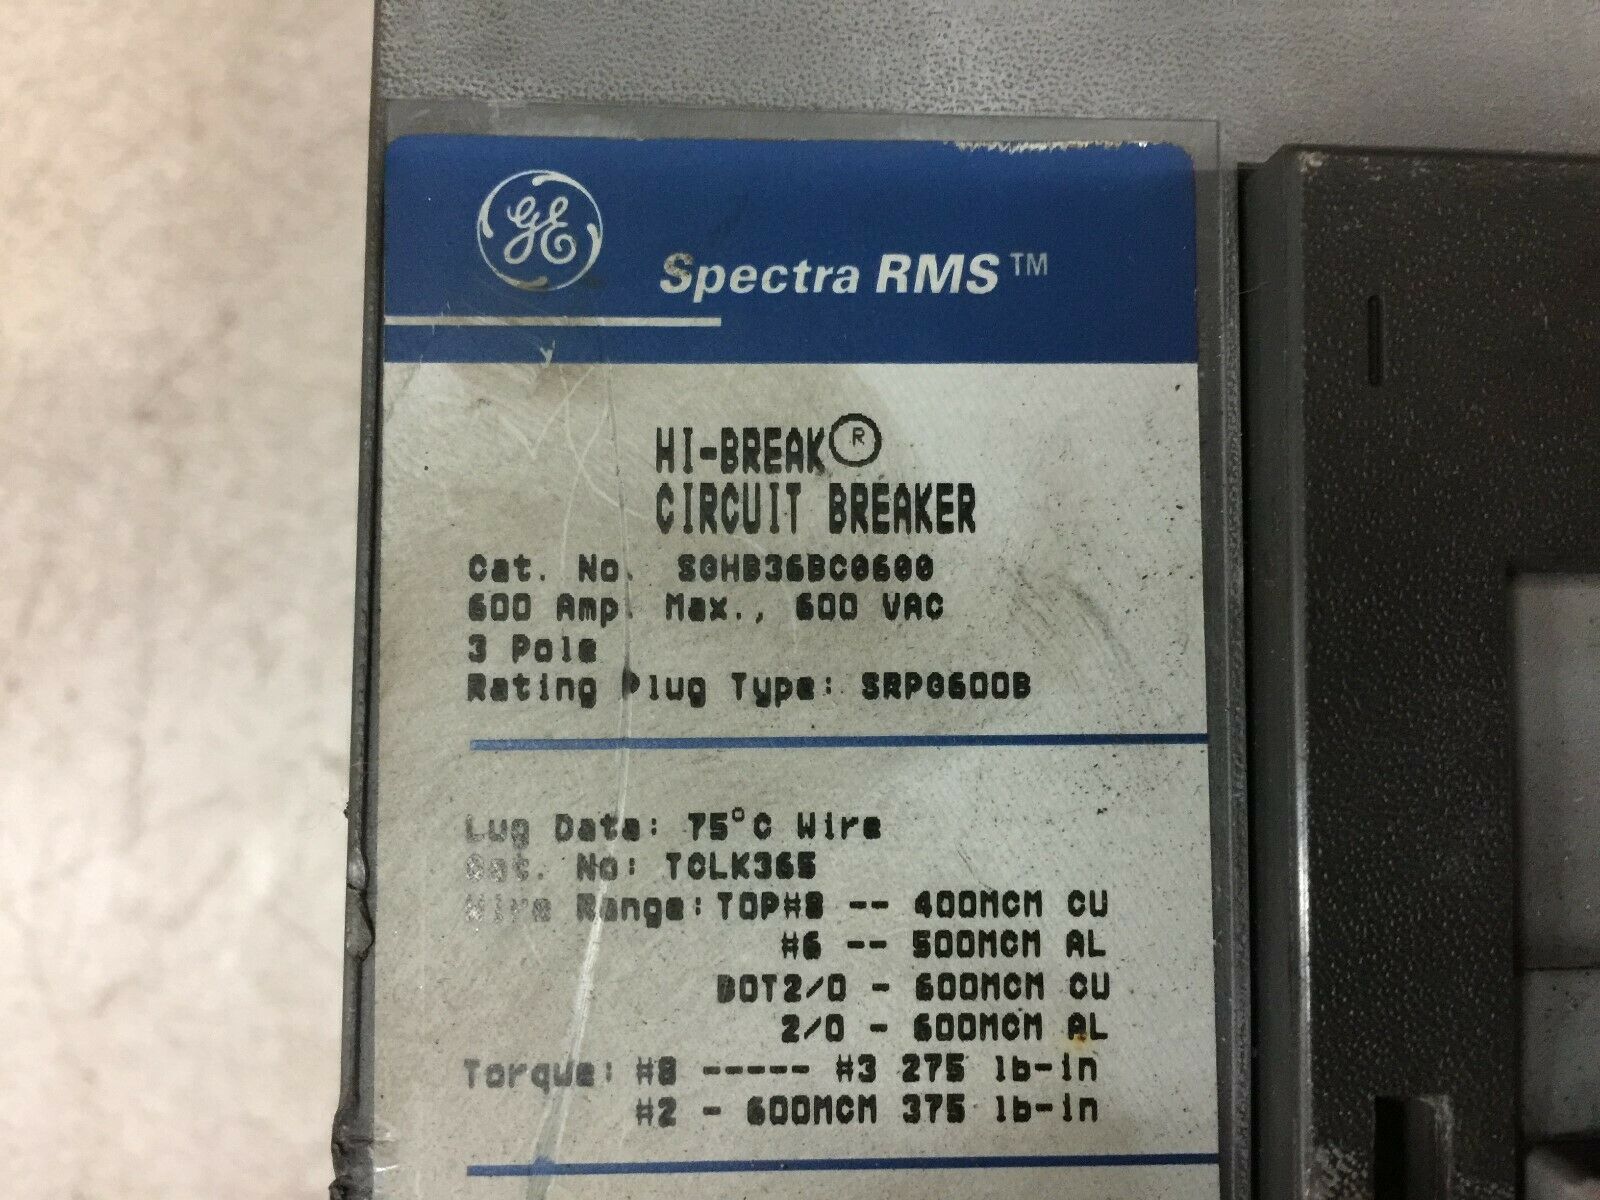 GE
Spectra RMS™
HI-BREAK®
CIRCUIT BREAKER
Cat. No. SGHB36BC0600
600 Amp. Max., 600 VAC
3 Pole
Rating Plug Type: SRPG600B
Lug Data: 75°C Wire
Cat. No: TCLK365
Wire Range: TOP#8 -- 400MCM CU
#6 -- 500MCM AL
BOT2/0 - 600MCM CU
2/0 - 600MCM AL
Torque: #8 ----- #3 275 lb-in
#2 - 600MCM 375 lb-in